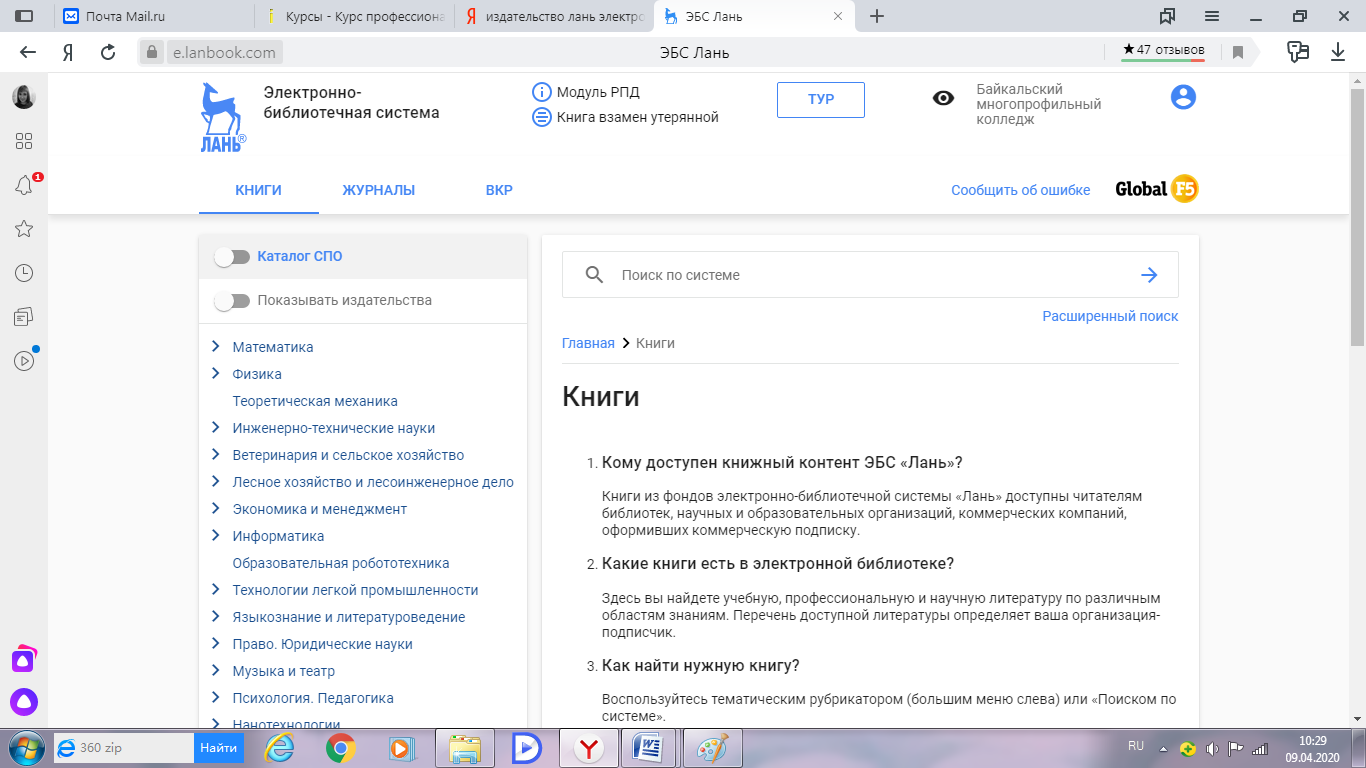 Почта Mail.ru
Курсы - Курс профессиона
издательство лань электро
ЭБС Лань
Я
e.lanbook.com
ЭБС Лань
★47 отзывов
ЛАНЬ®
Электронно-
библиотечная система
Модуль РПД
Книга взамен утерянной
ТУР
Байкальский
многопрофильный
колледж
1
КНИГИ
ЖУРНАЛЫ
ВКР
Сообщить об ошибке
Global F5
Каталог СПО
Показывать издательства
Математика
Физика
Теоретическая механика
Инженерно-технические науки
Ветеринария и сельское хозяйство
Лесное хозяйство и лесоинженерное дело
Экономика и менеджмент
Информатика
Образовательная робототехника
Технологии легкой промышленности
Языкознание и литературоведение
Право. Юридические науки
Музыка и театр
Психология. Педагогика
Нанотехнологии
Поиск по системе
Расширенный поиск
Главная > Книги
Книги
1. Кому доступен книжный контент ЭБС «Лань»?
Книги из фондов электронно-библиотечной системы «Лань» доступны читателям
библиотек, научных и образовательных организаций, коммерческих компаний,
оформивших коммерческую подписку.
2. Какие книги есть в электронной библиотеке?
Здесь вы найдете учебную, профессиональную и научную литературу по различным
областям знаниям. Перечень доступной литературы определяет ваша организация-
подписчик.
3. Как найти нужную книгу?
Воспользуйтесь тематическим рубрикатором (большим меню слева) или «Поиском по
системе».
360 zip
Найти
RU
10:29
09.04.2020